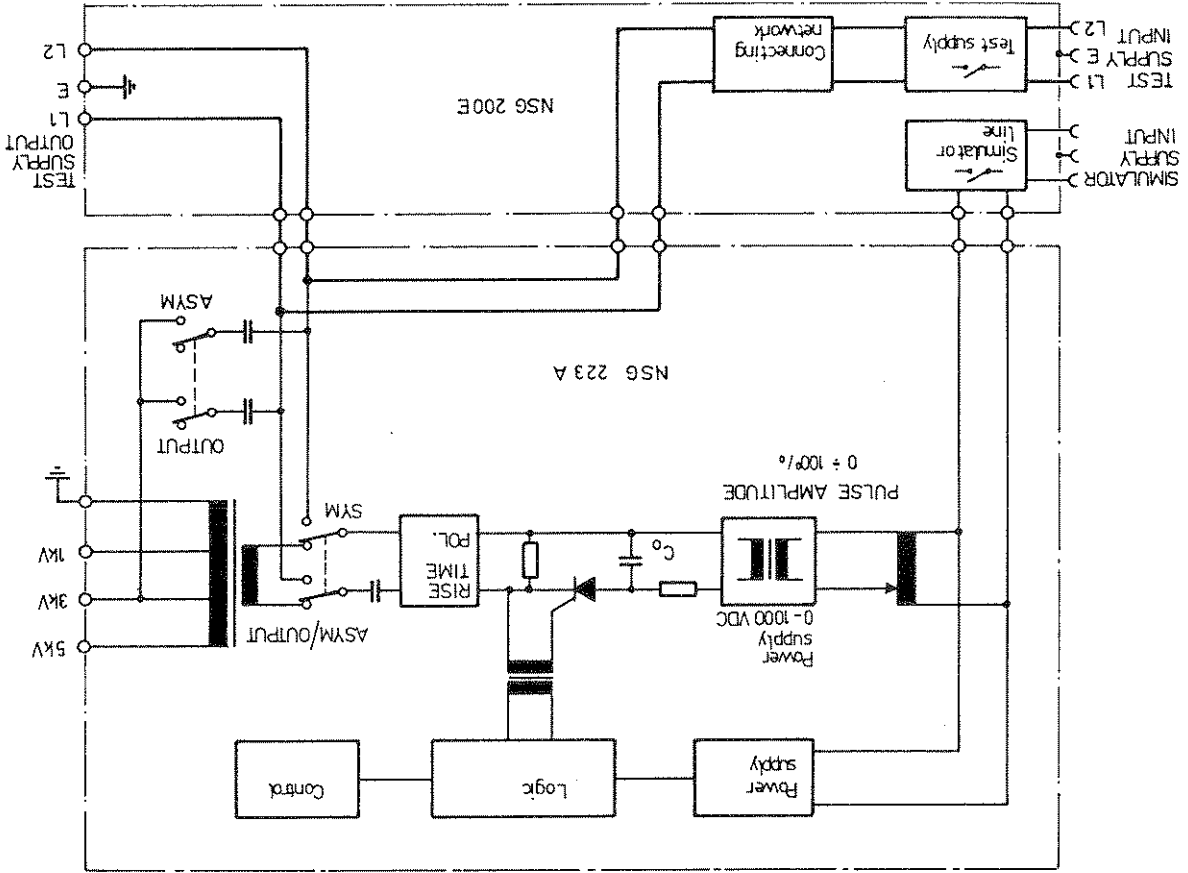 SIMULATOR
SUPPLY
INPUT
Simulator
Line
TEST
SUPPLY
INPUT
L1
E
L2
Test supply
Connecting
network
NSG 200E
TEST
SUPPLY
OUTPUT
L1
E
L2
Power
supply
Logic
Control
Power
supply
0-1000 VDC
PULSE AMPLITUDE
0 ÷ 100%
Co
RISE
TIME
POL.
ASYM/OUTPUT
SYM
5kV
3kV
1kV
OUTPUT
ASYM
NSG 223 A